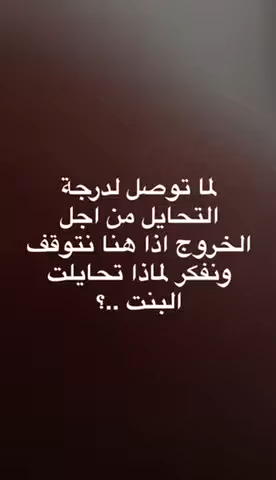 لما توصل لدرجة
التحايل من اجل
الخروج اذا هنا نتوقف
ونفكر لماذا تحايلت
البنت ..؟